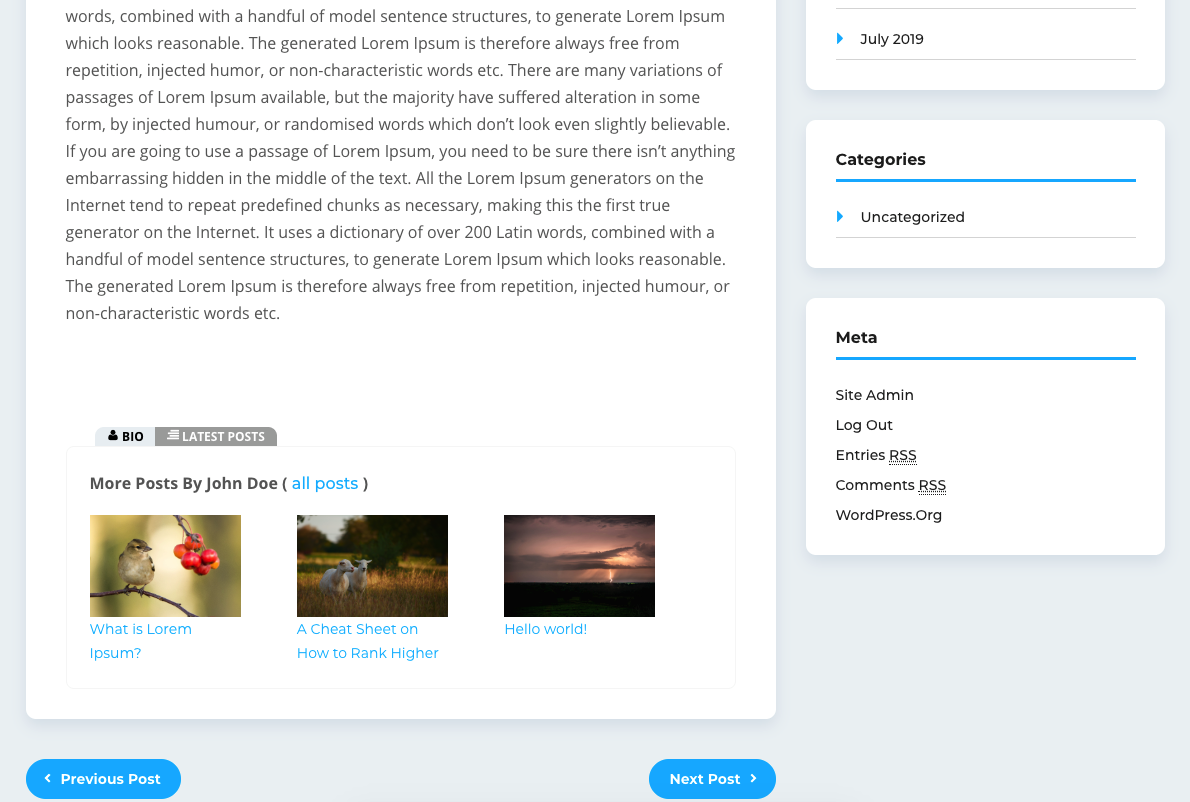 words, combined with a handful of model sentence structures, to generate Lorem Ipsum
which looks reasonable. The generated Lorem Ipsum is therefore always free from
repetition, injected humor, or non-characteristic words etc. There are many variations of
passages of Lorem Ipsum available, but the majority have suffered alteration in some
form, by injected humour, or randomised words which don’t look even slightly believable.
If you are going to use a passage of Lorem Ipsum, you need to be sure there isn’t anything
embarrassing hidden in the middle of the text. All the Lorem Ipsum generators on the
Internet tend to repeat predefined chunks as necessary, making this the first true
generator on the Internet. It uses a dictionary of over 200 Latin words, combined with a
handful of model sentence structures, to generate Lorem Ipsum which looks reasonable.
The generated Lorem Ipsum is therefore always free from repetition, injected humour, or
non-characteristic words etc.
BIO
LATEST POSTS
More Posts By John Doe ( all posts )
What is Lorem
Ipsum?
A Cheat Sheet on
How to Rank Higher
Hello world!
Previous Post
Next Post
July 2019
Categories
Uncategorized
Meta
Site Admin
Log Out
Entries RSS
Comments RSS
WordPress.Org